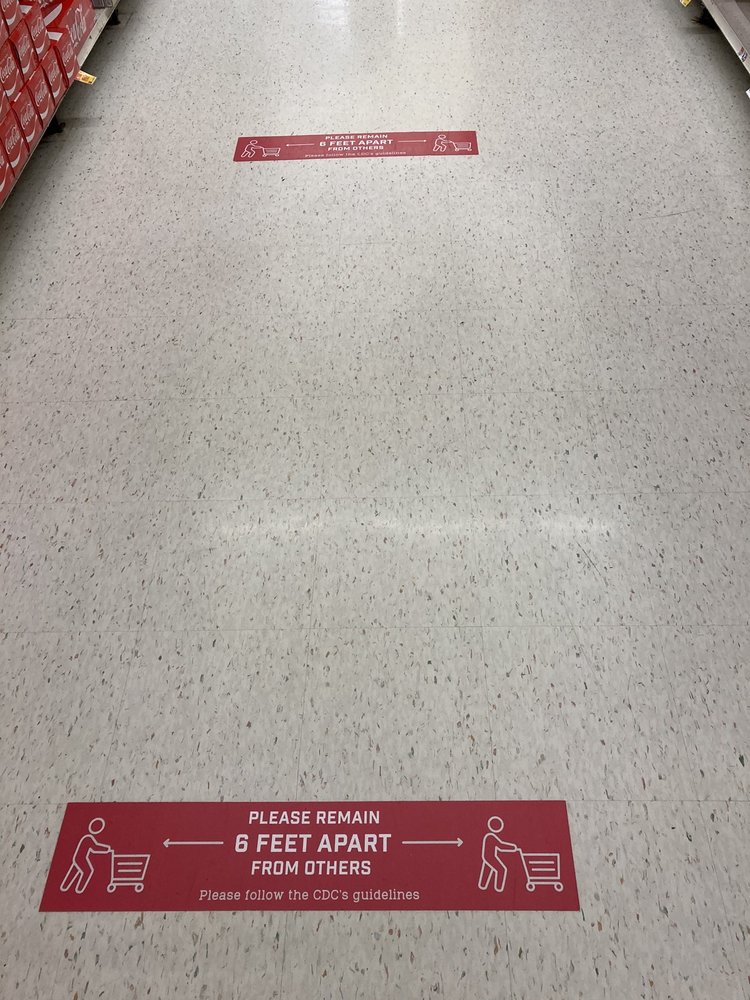 PLEASE REMAIN
6 FEET APART
FROM OTHERS
Please follow the CDC's guidelines
PLEASE REMAIN
6 FEET APART
FROM OTHERS
Please follow the CDC's guidelines